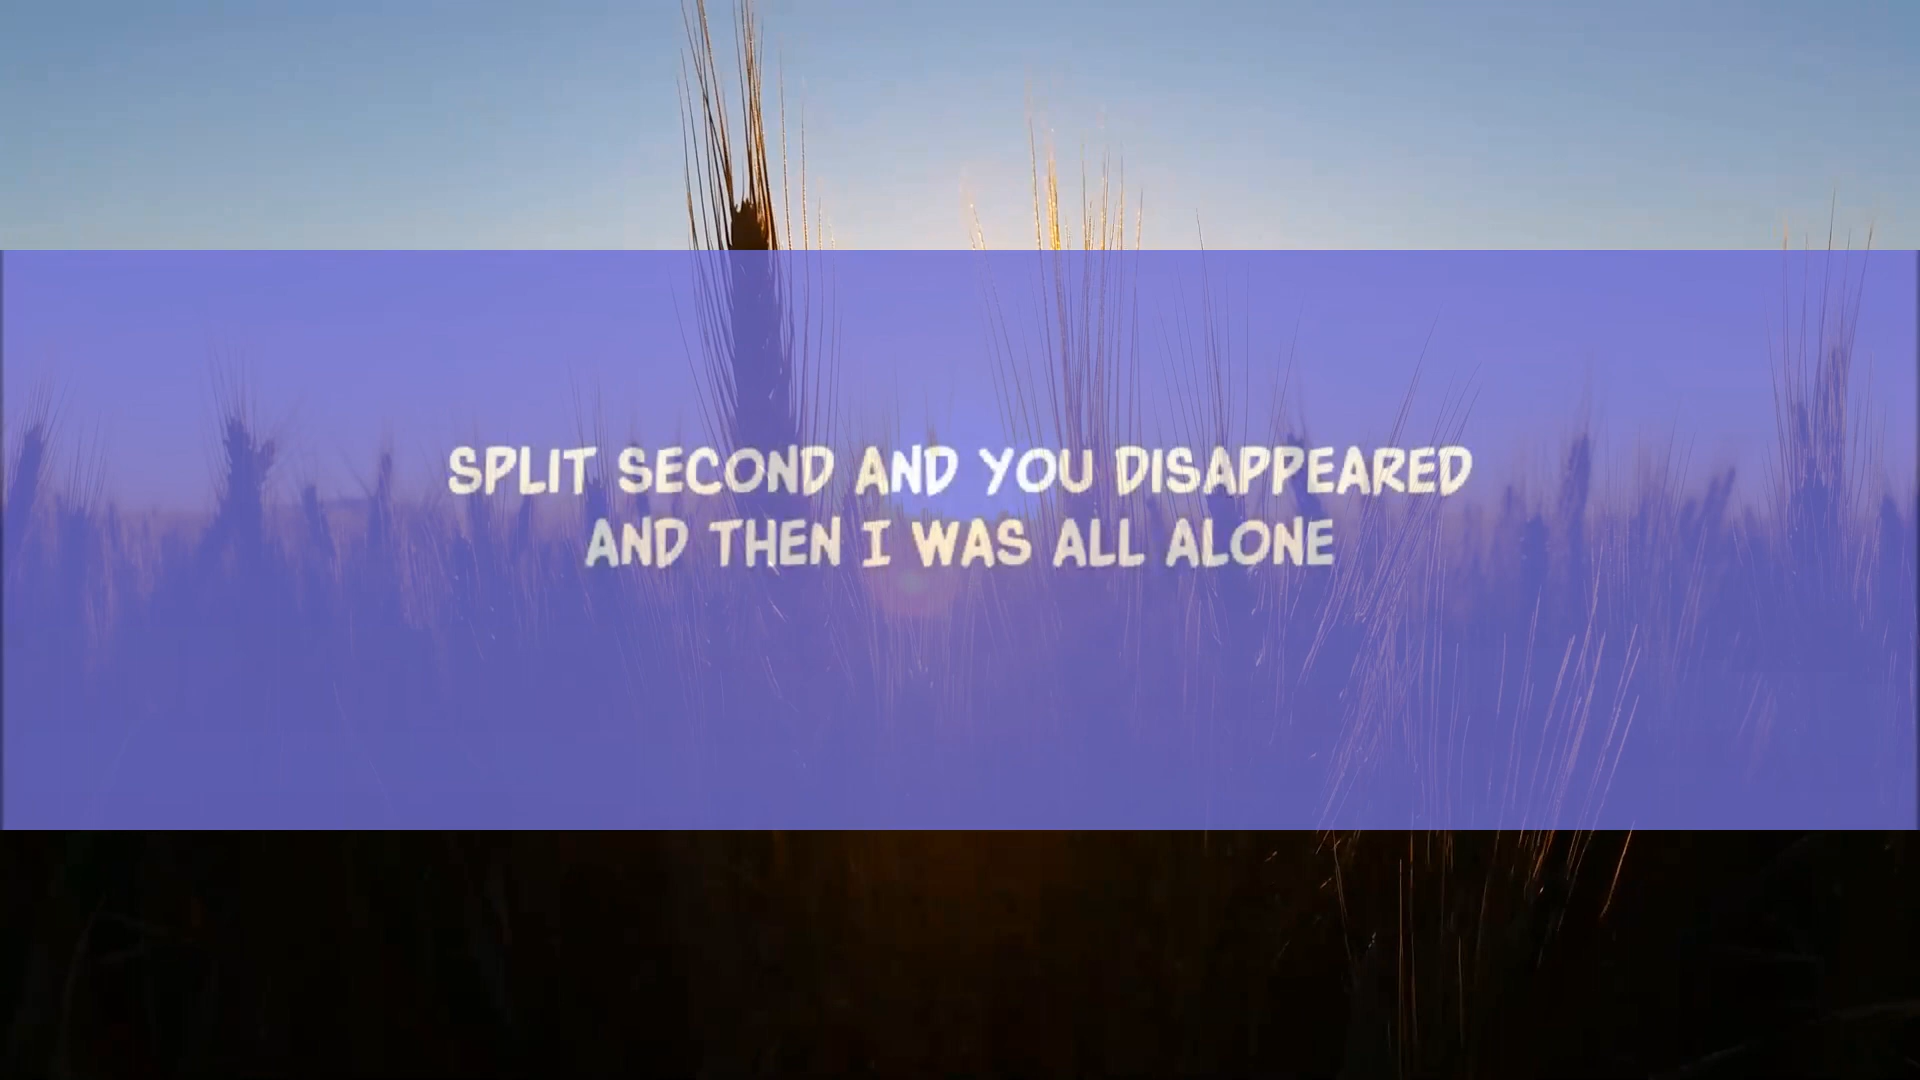 SPLIT SECOND AND YOU DISAPPEARED
AND THEN I WAS ALL ALONE